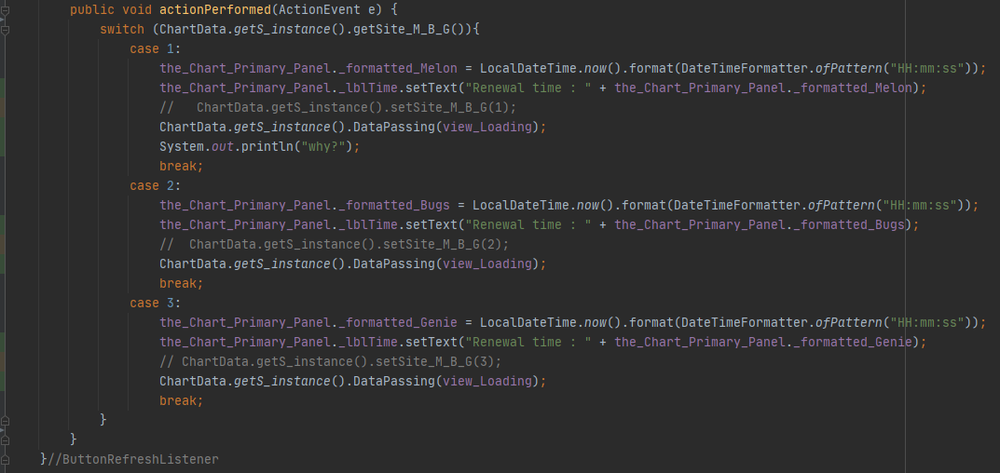 public void actionPerformed(ActionEvent e) {
switch (ChartData.getS_instance().getSite_M_B_G()){
case 1:
the_Chart_Primary_Panel._formatted_Melon = LocalDateTime.now().format(DateTimeFormatter.ofPattern("HH:mm:ss"));
the_Chart_Primary_Panel._lblTime.setText("Renewal time : " + the_Chart_Primary_Panel._formatted_Melon);
//   ChartData.getS_instance().setSite_M_B_G(1);
ChartData.getS_instance().DataPassing(view_Loading);
System.out.println("why?");
break;
case 2:
the_Chart_Primary_Panel._formatted_Bugs = LocalDateTime.now().format(DateTimeFormatter.ofPattern("HH:mm:ss"));
the_Chart_Primary_Panel._lblTime.setText("Renewal time : " + the_Chart_Primary_Panel._formatted_Bugs);
//  ChartData.getS_instance().setSite_M_B_G(2);
ChartData.getS_instance().DataPassing(view_Loading);
break;
case 3:
the_Chart_Primary_Panel._formatted_Genie = LocalDateTime.now().format(DateTimeFormatter.ofPattern("HH:mm:ss"));
the_Chart_Primary_Panel._lblTime.setText("Renewal time : " + the_Chart_Primary_Panel._formatted_Genie);
// ChartData.getS_instance().setSite_M_B_G(3);
ChartData.getS_instance().DataPassing(view_Loading);
break;
}
}
}//ButtonRefreshListener